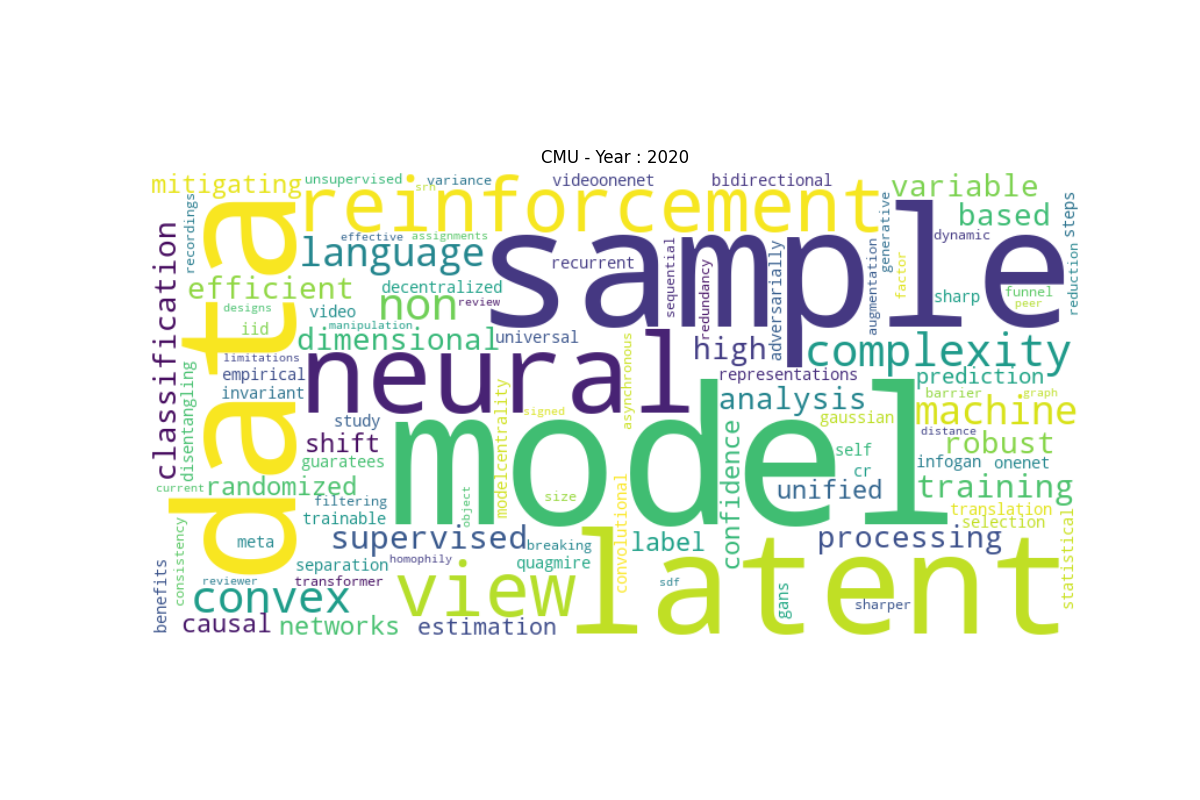 CMU - Year : 2020
mitigating
unsupervised
srn
variance
videoonenet
bidirectional
variable
reinforcement
recordings
data
sample
generative
based
steps
classification
language
effective
assignments
recurrent
sequential
redundancy
adversarially
augmentation
factor
dynamic
reduction
efficient
decentralized
non
review
sharp
funnel
peer
designs
iid
video
manipulation
dimensional
universal
neural
high
complexity
limitations
empirical
invariant
disentangling
asynchronous
representations
prediction
barrier
graph
study
signed
analysis
gaussian
machine
shift
model
modelcentrality
distance
robust
guaratees
confidence
self
cr
infogan
onenet
current
randomized
filtering
trainable
object
size
convolutional
unified
training
translation
selection
consistency
meta
supervised
breaking
label
processing
statistical
separation
homophily
quagmire
benefits
reviewer
transformer
sdf
convex
view
latent
gans
sharper
causal
networks
estimation